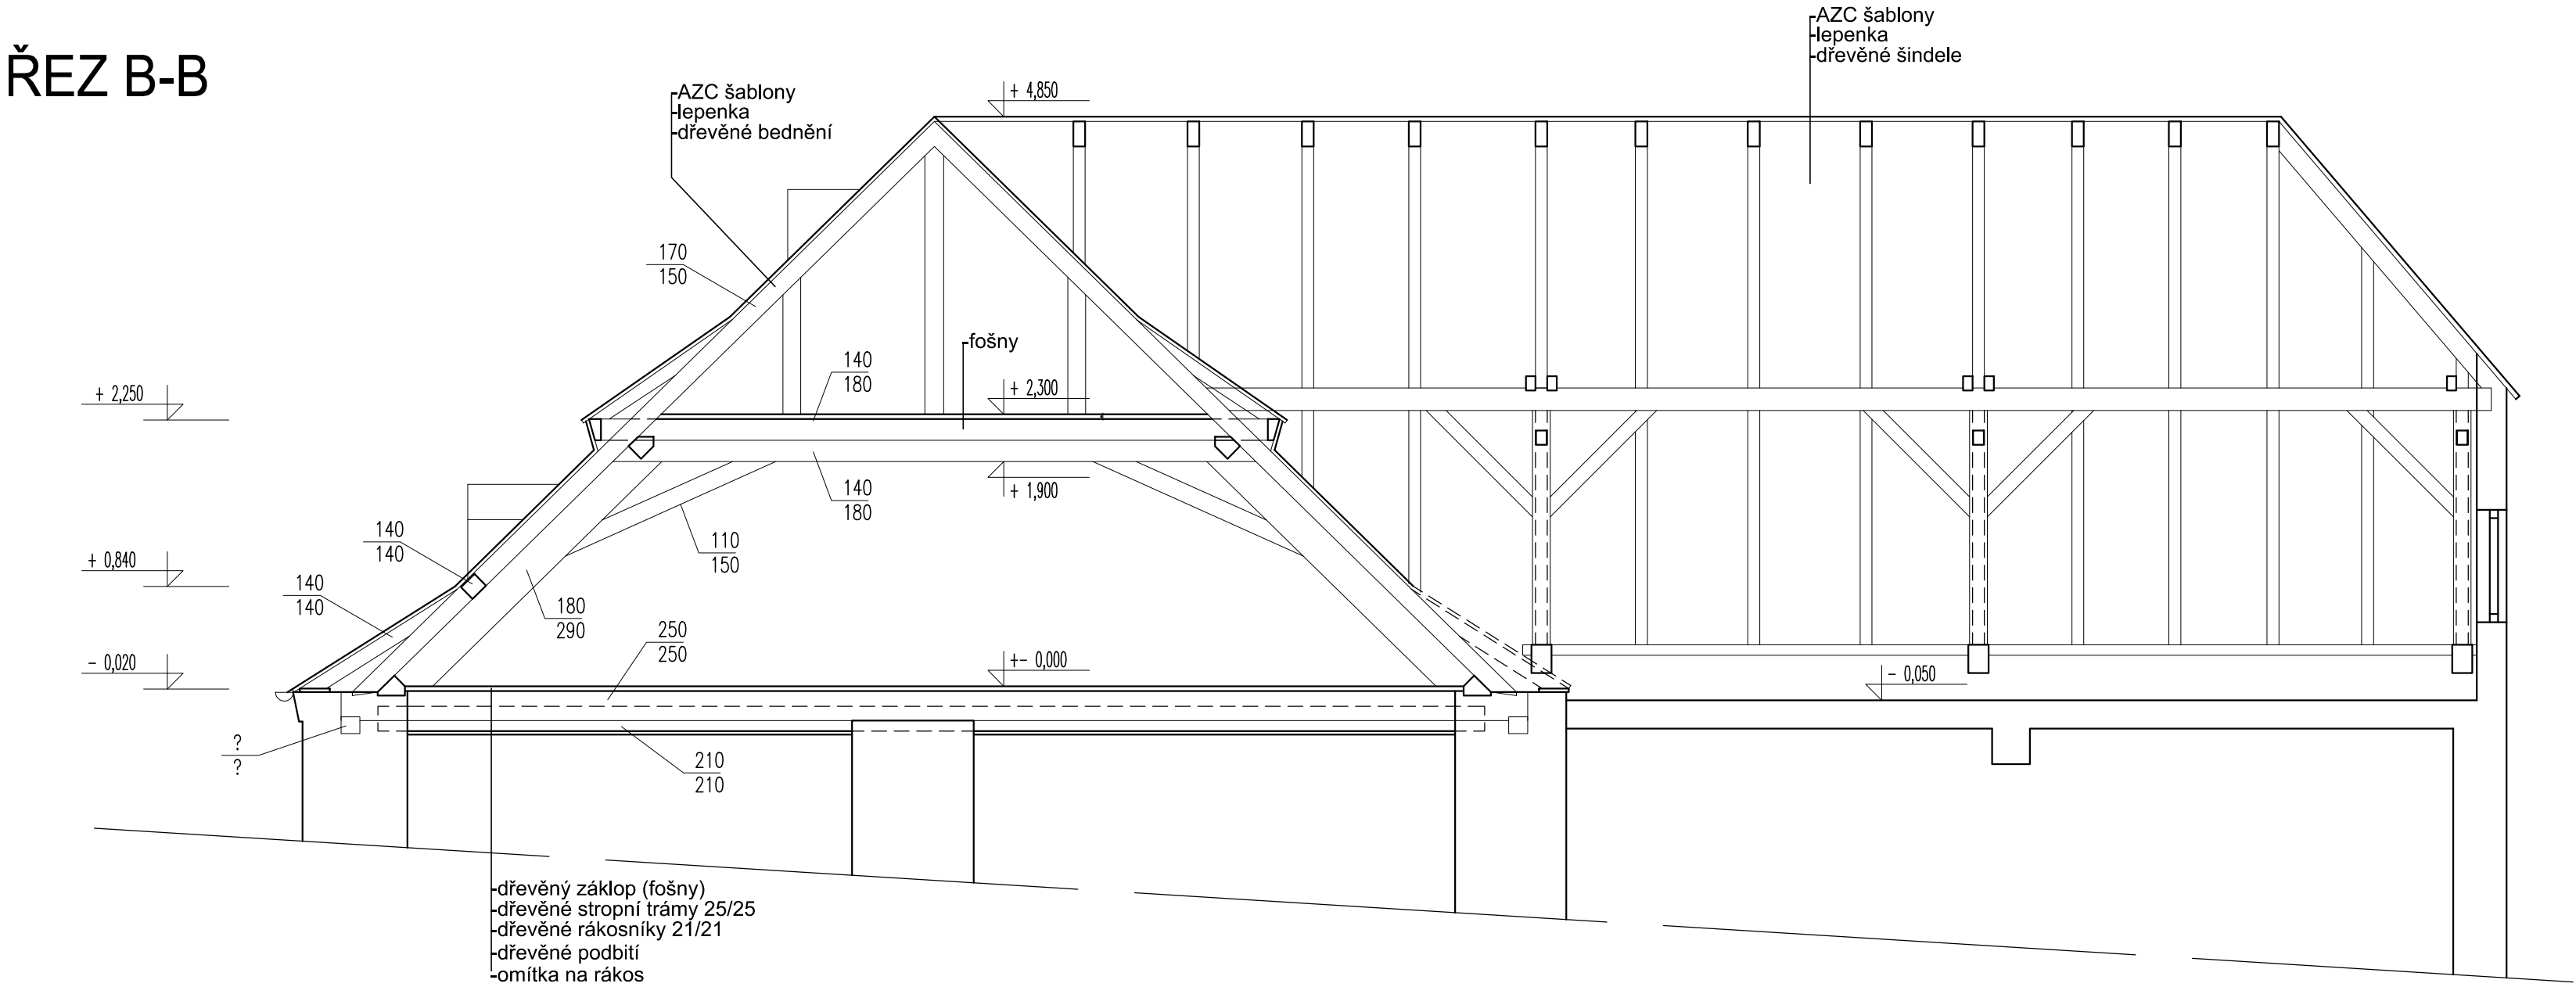 ŘEZ B-B
-AZC šablony
-lepenka
-dřevěné šindele
-AZC šablony
-lepenka
-dřevěné bednění
+ 4,850
170
150
-fošny
140
180
+ 2,300
+ 2,250
140
180
+ 1,900
140
140
110
150
+ 0,840
140
140
180
290
250
250
- 0,020
+- 0,000
- 0,050
?
?
210
210
-dřevěný záklop (fošny)
-dřevěné stropní trámy 25/25
-dřevěné rákosníky 21/21
-dřevěné podbití
-omítka na rákos